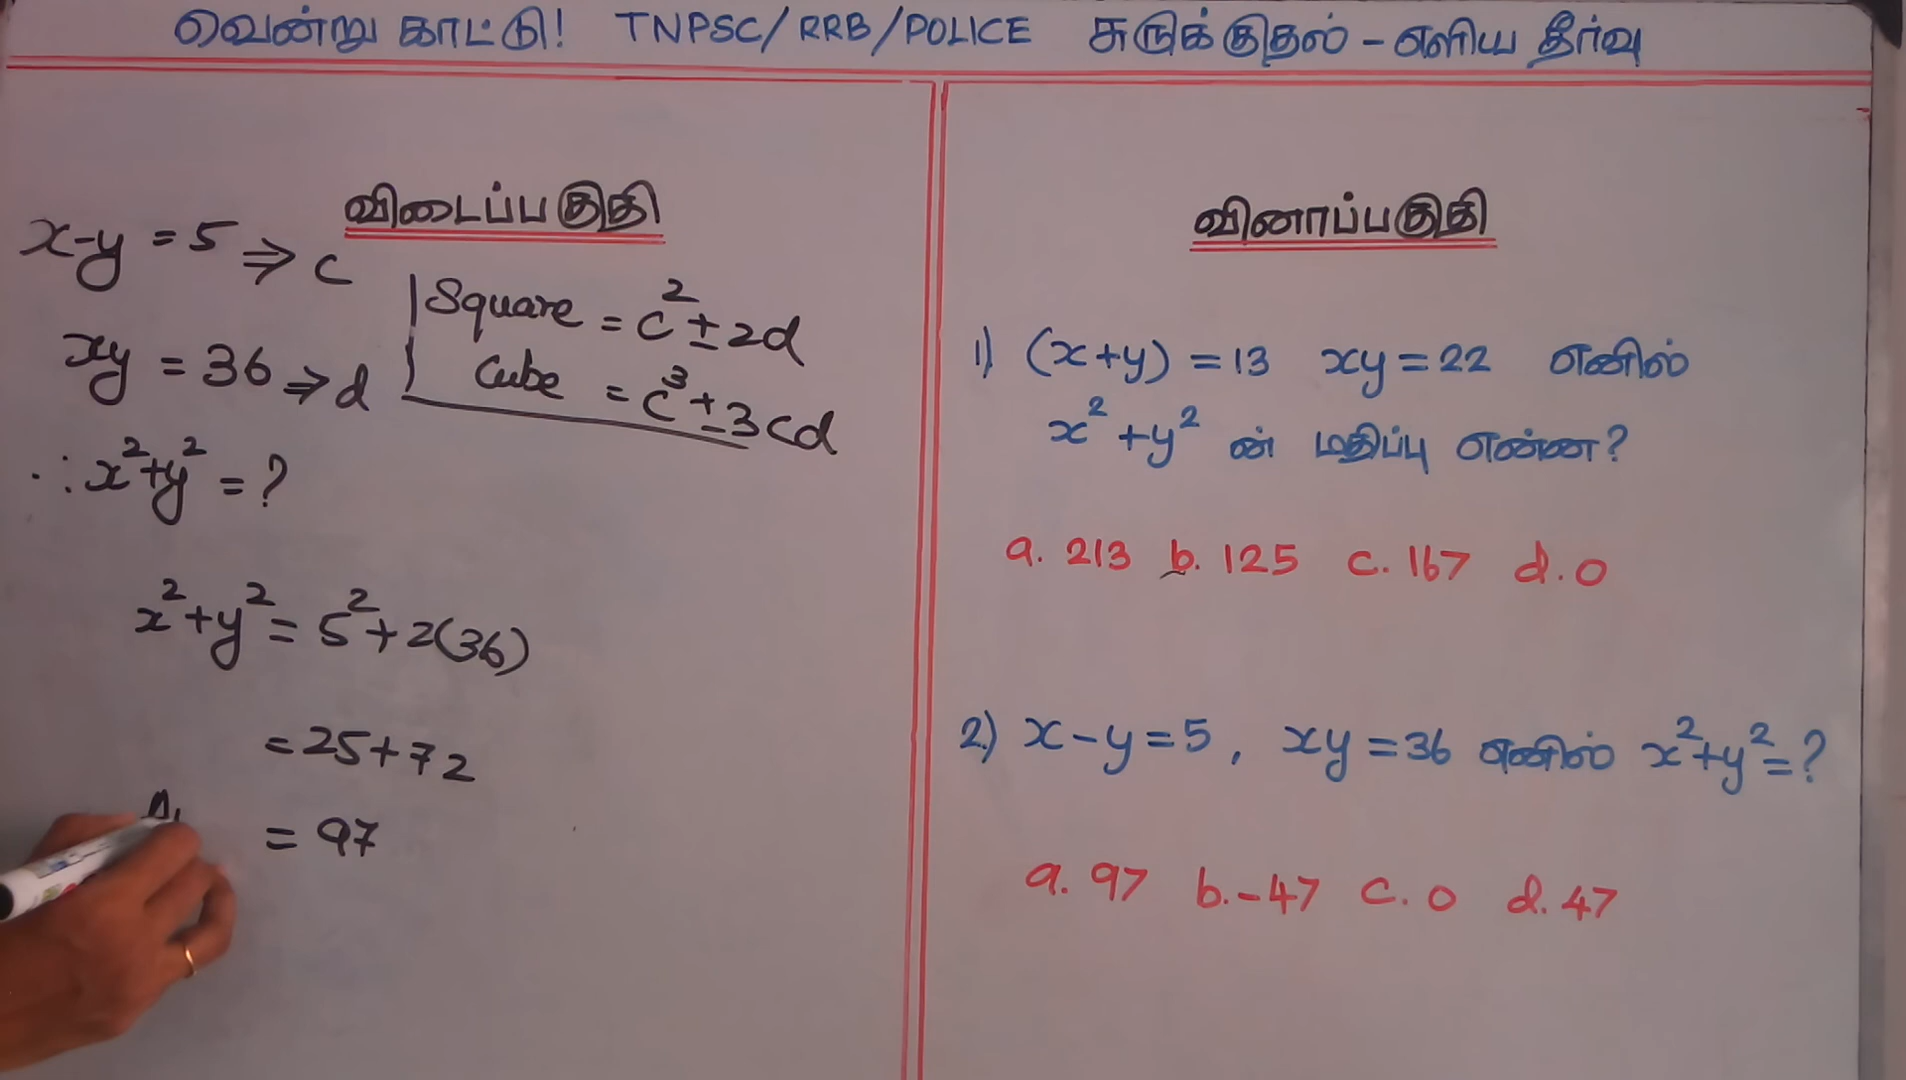 வென்று காட்டு! TNPSC/RRB/POLICE சுருக்குதல் - எளிய தீர்வு
விடைப்பகுதி
x-y = 5 ⇒ c
xy = 36 ⇒ d
Square = c² ± 2d
Cube = c³ ± 3cd
∴ x²+y² = ?
x²+y² = 5²+2(36)
= 25+72
= 97
வினாப்பகுதி
1) (x+y) = 13 xy = 22 எனில்
x²+y² ன் மதிப்பு என்ன?
a. 213 b. 125 c. 167 d. 0
2) x-y = 5, xy = 36 எனில் x²+y² = ?
a. 97 b. -47 c. 0 d. 47